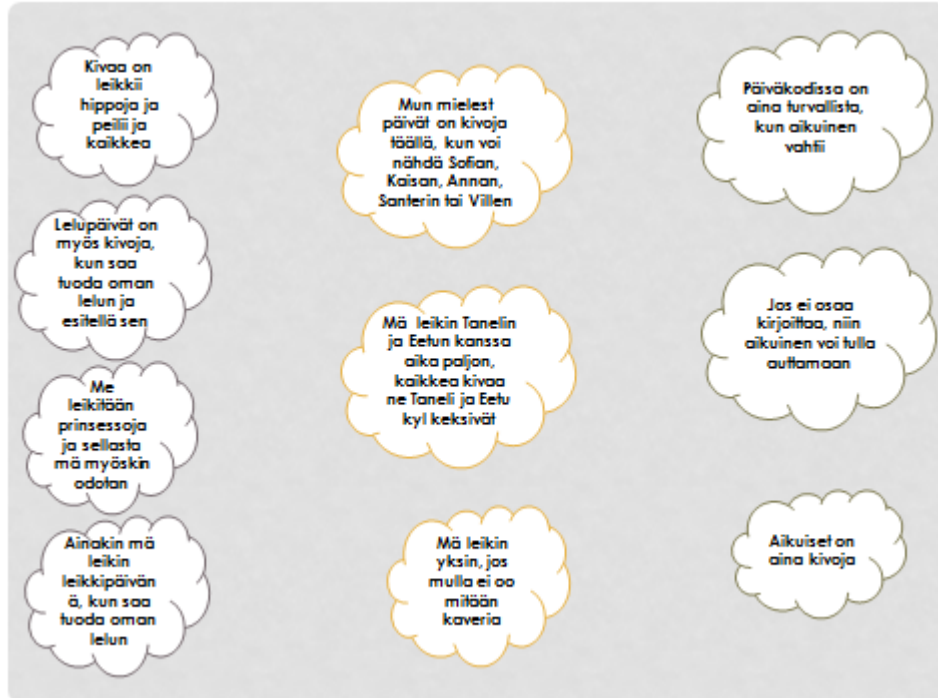 Kivaa on
leikkii
hippoja ja
peilii ja
kaikkea
Lelupäivät on
myös kivoja,
kun saa
tuoda oman
lelun ja
esitellä sen
Me
leikitään
prinsessoja
ja sellasta
mä myöskin
odotan
Ainakin mä
leikin
leikkipäivän
ä, kun saa
tuoda oman
lelun
Mun mielest
päivät on kivoja
täällä, kun voi
nähdä Sofian,
Kaisan, Annan,
Santerin tai Villen
Mä leikin Tanelin
ja Eetun kanssa
aika paljon,
kaikkea kivaa
ne Taneli ja Eetu
kyl keksivät
Mä leikin
yksin, jos
mulla ei oo
mitään
kaveria
Päiväkodissa on
aina turvallista,
kun aikuinen
vahtii
Jos ei osaa
kirjoittaa, niin
aikuinen voi tulla
auttamaan
Aikuiset on
aina kivoja